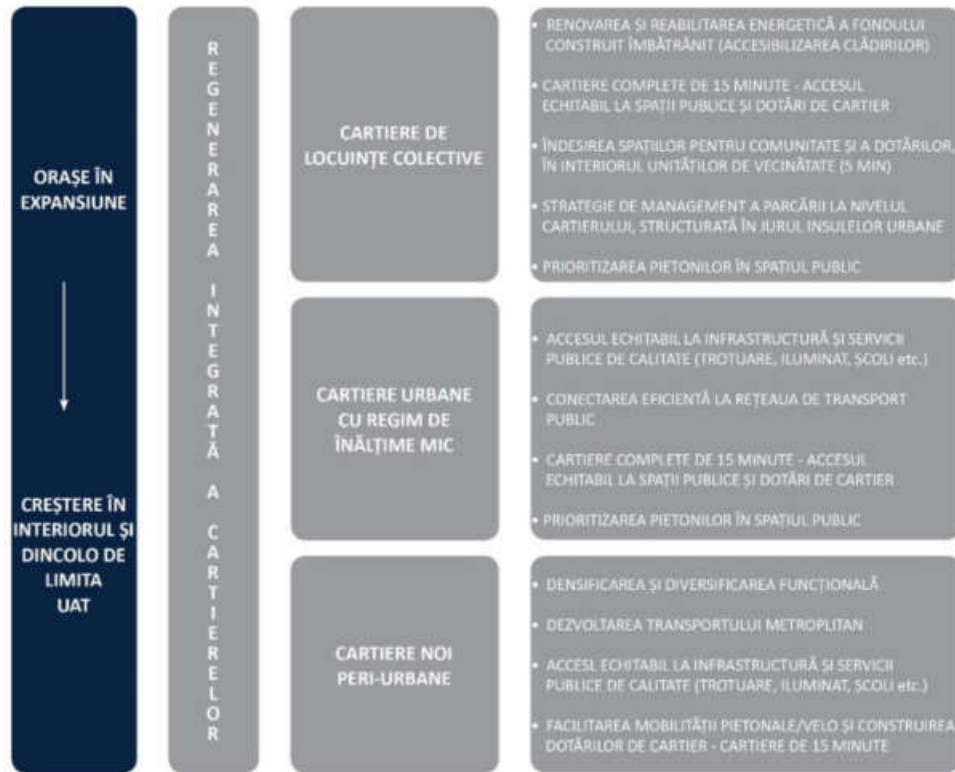 ORAȘE ÎN
EXPANSIUNE
CREȘTERE ÎN
INTERIORUL ȘI
DINCOLO DE
LIMITA
UAT
REGENERAREA INTEGRATĂ A CARTIERELOR
CARTIERE DE
LOCUINȚE COLECTIVE
• RENOVAREA ȘI REABILITAREA ENERGETICĂ A FONDULUI
CONSTRUIT ÎMBĂTRÂNIT (ACCESIBILIZAREA CLĂDIRILOR)
• CARTIERE COMPLETE DE 15 MINUTE - ACCESUL
ECHITABIL LA SPAȚII PUBLICE ȘI DOTĂRI DE CARTIER
• ÎNDESIREA SPAȚIILOR PENTRU COMUNITATE ȘI A DOTĂRILOR,
ÎN INTERIORUL UNITĂȚILOR DE VECINĂTATE (5 MIN)
• STRATEGIE DE MANAGEMENT A PARCĂRII LA NIVELUL
CARTIERULUI, STRUCTURATĂ ÎN JURUL INSULELOR URBANE
• PRIORITIZAREA PIETONILOR ÎN SPAȚIUL PUBLIC
CARTIERE URBANE
CU REGIM DE
ÎNĂLȚIME MIC
• ACCESUL ECHITABIL LA INFRASTRUCTURĂ ȘI SERVICII
PUBLICE DE CALITATE (TROTUARE, ILUMINAT, ȘCOLI etc.)
• CONECTAREA EFICIENTĂ LA REȚEAUA DE TRANSPORT
PUBLIC
• CARTIERE COMPLETE DE 15 MINUTE - ACCESUL
ECHITABIL LA SPAȚII PUBLICE ȘI DOTĂRI DE CARTIER
• PRIORITIZAREA PIETONILOR ÎN SPAȚIUL PUBLIC
CARTIERE NOI
PERI-URBANE
• DENSIFICAREA ȘI DIVERSIFICAREA FUNCȚIONALĂ
• DEZVOLTAREA TRANSPORTULUI METROPLITAN
• ACCESL ECHITABIL LA INFRASTRUCTURĂ ȘI SERVICII
PUBLICE DE CALITATE (TROTUARE, ILUMINAT, ȘCOLI etc.)
• FACILITAREA MOBILITĂȚII PIETONALE/VELO ȘI CONSTRUIREA
DOTĂRILOR DE CARTIER - CARTIERE DE 15 MINUTE